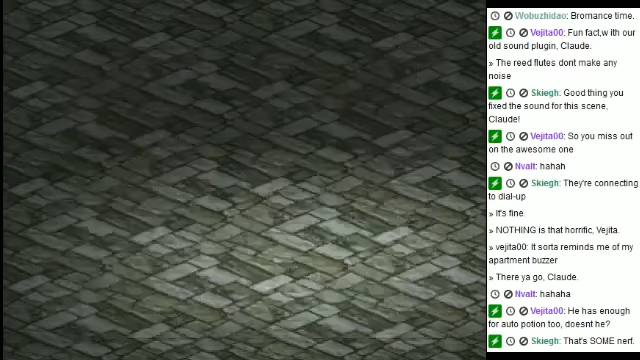 Wobuzhidao: Bromance time.
Vejita00: Fun fact,w ith our
old sound plugin, Claude.
» The reed flutes dont make any
noise
Skiegh: Good thing you
fixed the sound for this scene,
Claude!
Vejita00: So you miss out
on the awesome one
Nvalt: hahah
Skiegh: They're connecting
to dial-up
» It's fine.
» NOTHING is that horrific, Vejita.
» vejita00: It sorta reminds me of my
apartment buzzer
» There ya go, Claude.
Nvalt: hahaha
Vejita00: He has enough
for auto potion too, doesnt he?
Skiegh: That's SOME nerf.